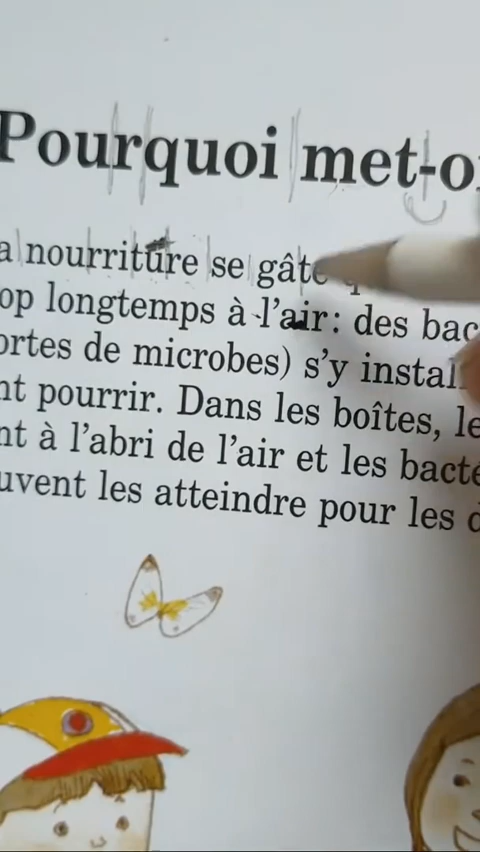 Pourquoi met-o
a nourriture se gâte
op longtemps à l'air: des bac
ortes de microbes) s'y instal
nt pourrir. Dans les boîtes, le
nt à l'abri de l'air et les bacté
uvent les atteindre pour les d